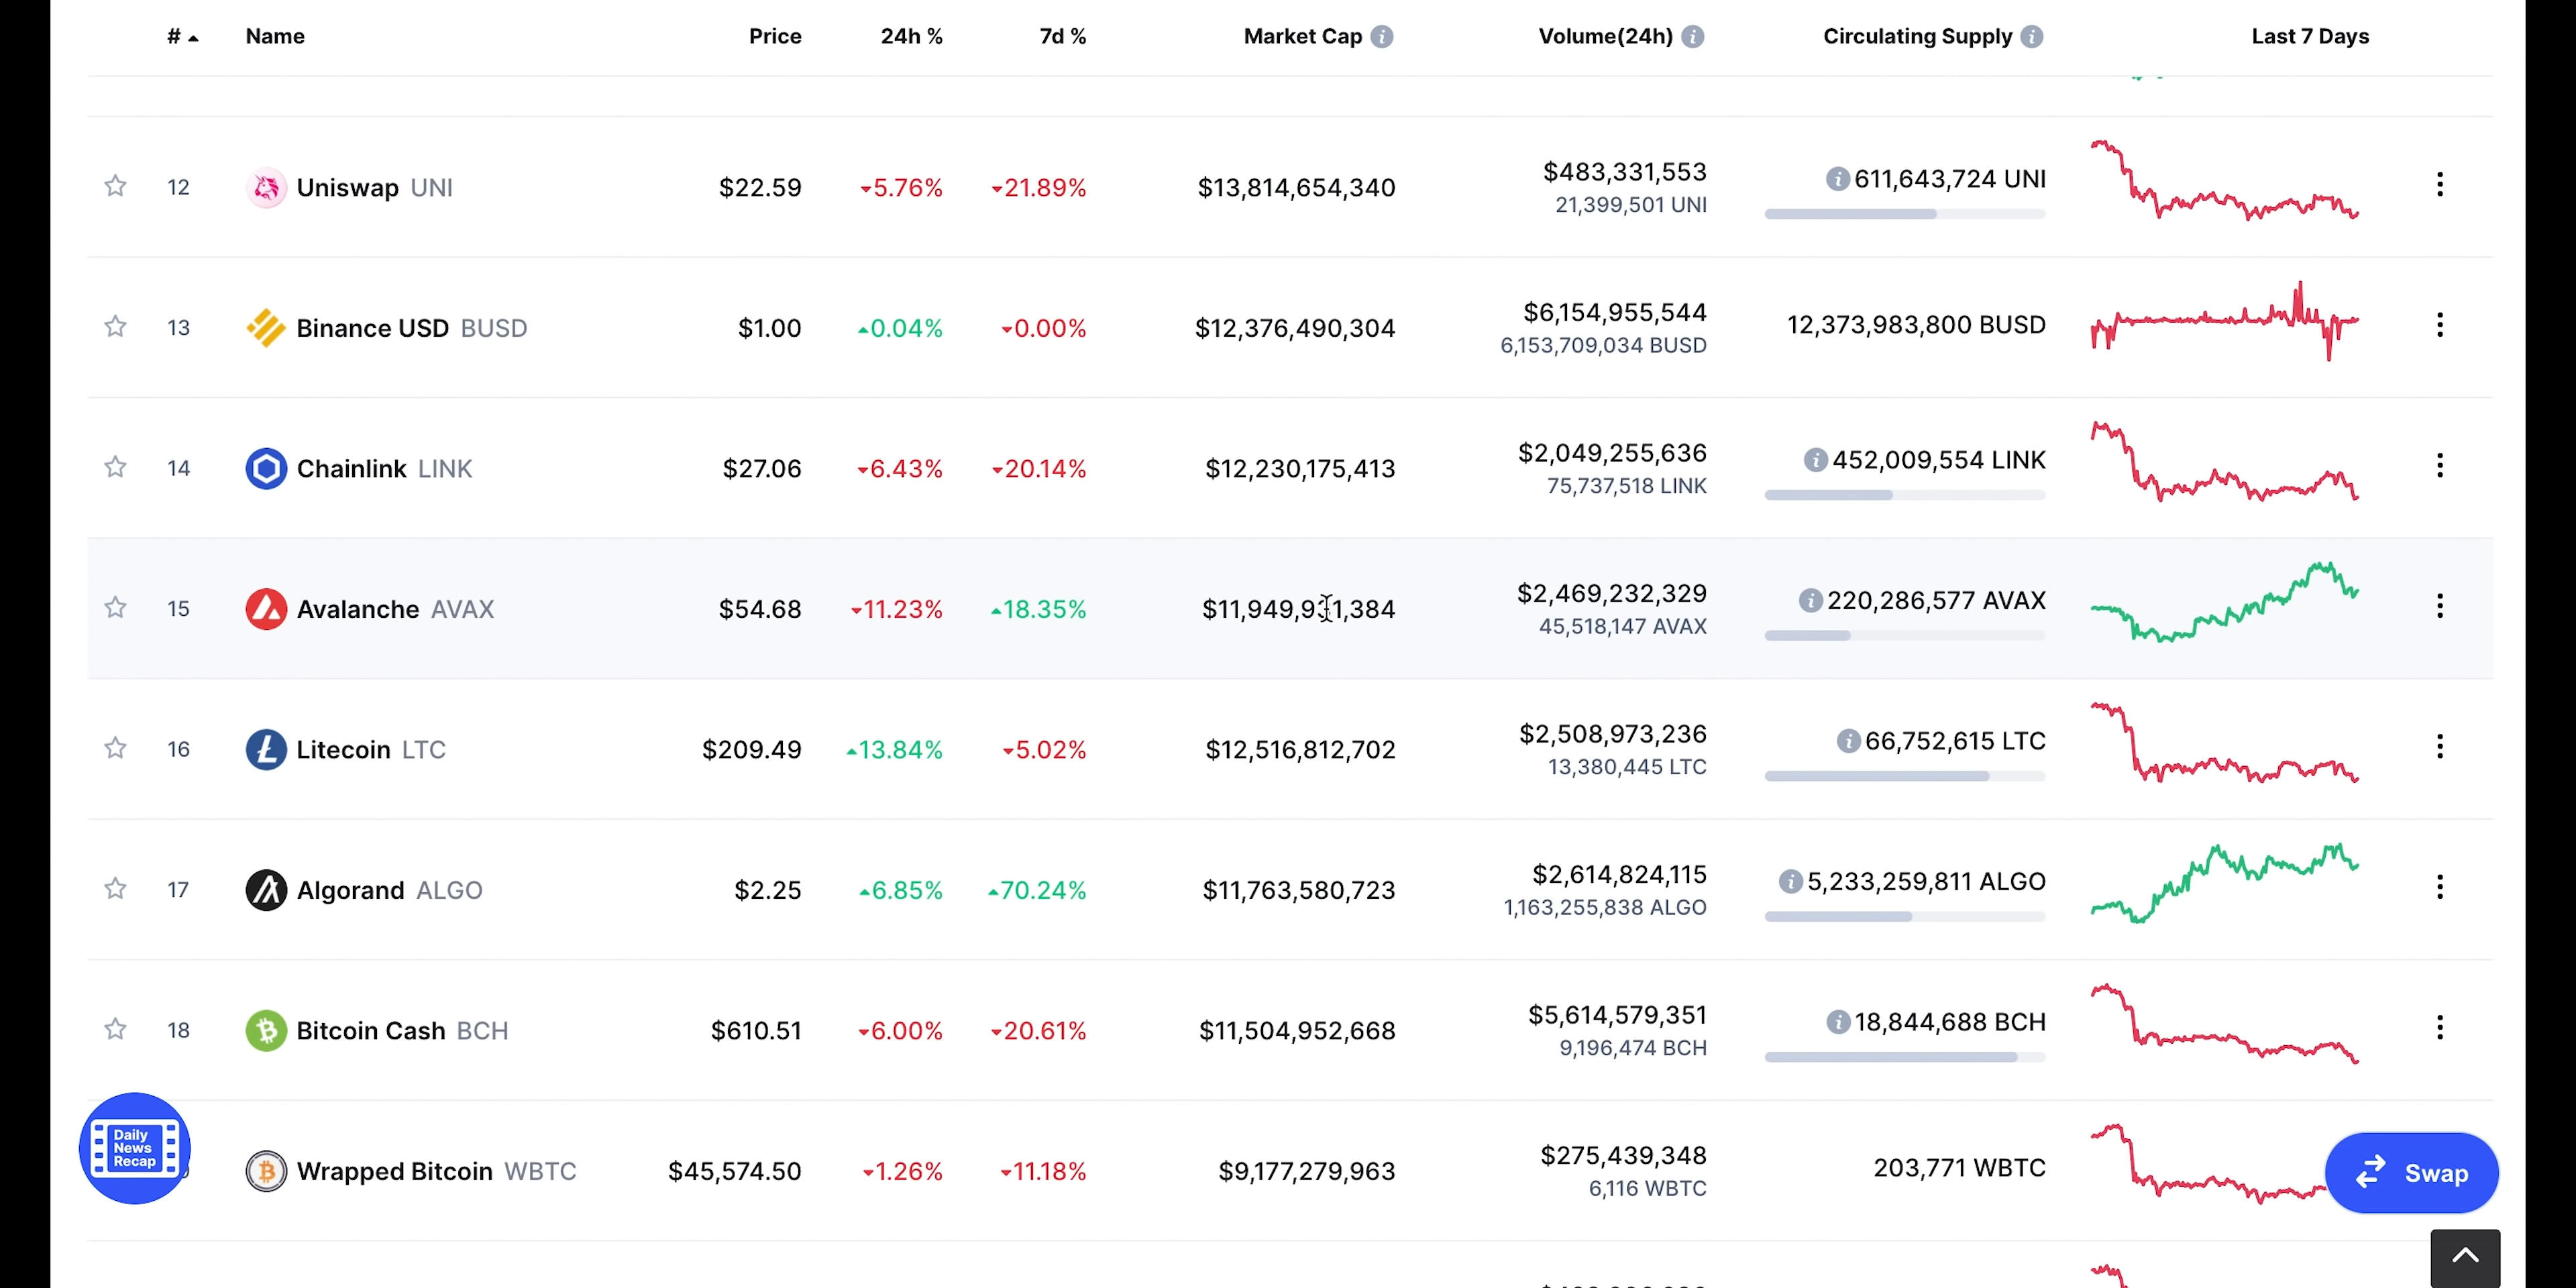 # Name Price 24h % 7d % Market Cap Volume(24h) Circulating Supply Last 7 Days
12 Uniswap UNI $22.59 5.76% 21.89% $13,814,654,340 $483,331,553 611,643,724 UNI
21,399,501 UNI
13 Binance USD BUSD $1.00 0.04% 0.00% $12,376,490,304 $6,154,955,544 12,373,983,800 BUSD
6,153,709,034 BUSD
14 Chainlink LINK $27.06 6.43% 20.14% $12,230,175,413 $2,049,255,636 452,009,554 LINK
75,737,518 LINK
15 Avalanche AVAX $54.68 11.23% 18.35% $2,469,232,329 220,286,577 AVAX
45,518,147 AVAX
16 Litecoin LTC $209.49 13.84% 5.02% $12,516,812,702 $2,508,973,236 66,752,615 LTC
13,380,445 LTC
17 Algorand ALGO $2.25 6.85% 70.24% $11,763,580,723 $2,614,824,115 5,233,259,811 ALGO
1,163,255,838 ALGO
18 Bitcoin Cash BCH $610.51 6.00% 20.61% $11,504,952,668 $5,614,579,351 18,844,688 BCH
9,196,474 BCH
Wrapped Bitcoin WBTC $45,574.50 1.26% 11.18% $9,177,279,963 $275,439,348 203,771 WBTC
6,116 WBTC
Daily
News
Recap
Swap